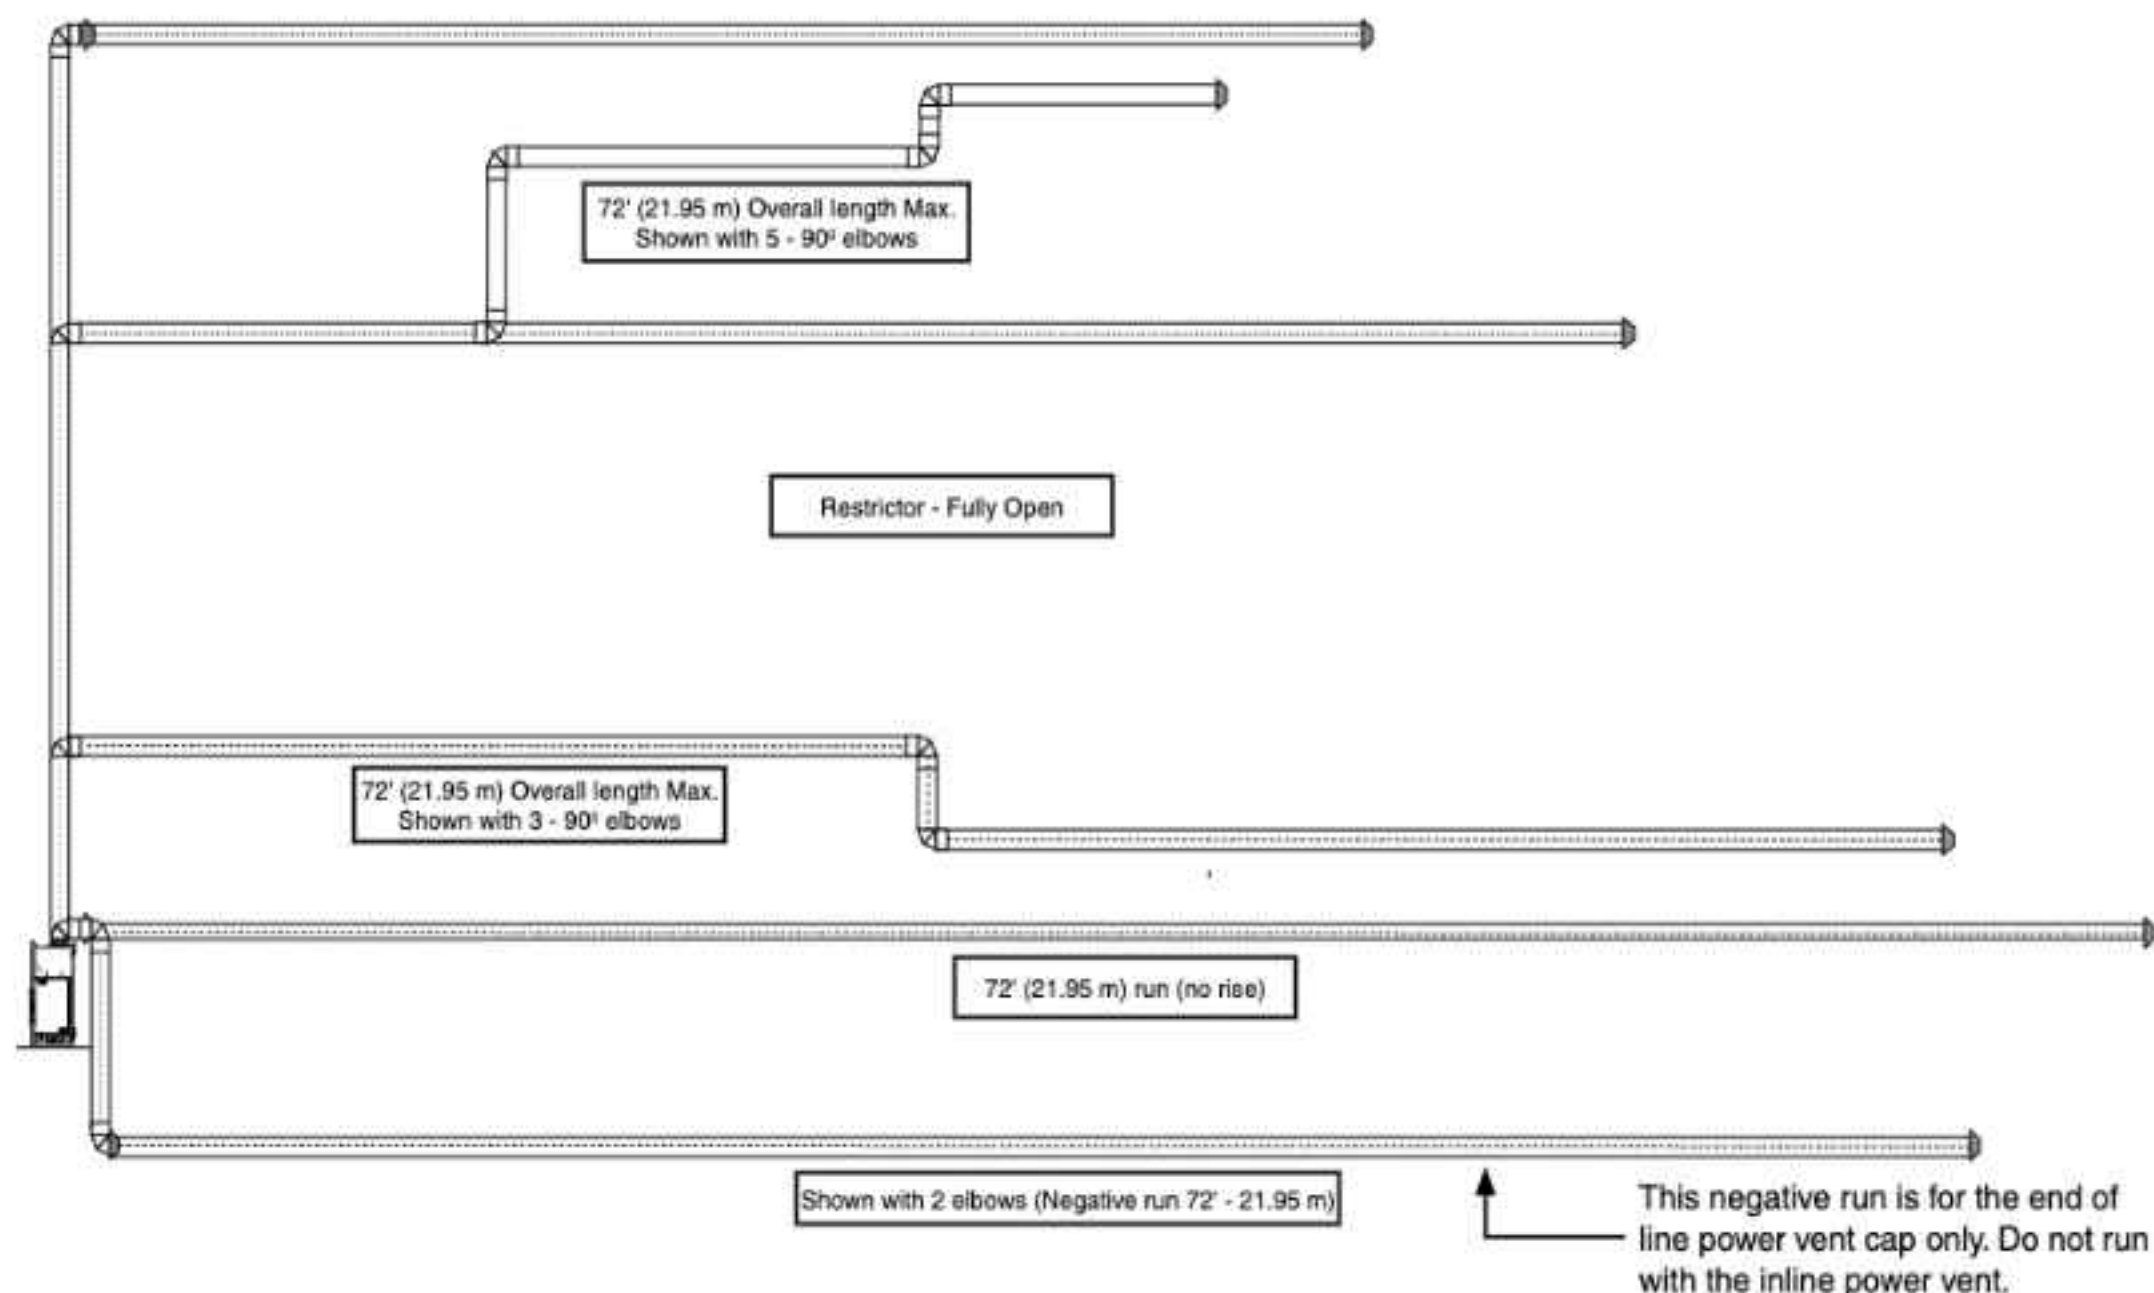 72' (21.95 m) Overall length Max.
Shown with 5 - 90º elbows
Restrictor - Fully Open
72' (21.95 m) Overall length Max.
Shown with 3 - 90º elbows
72' (21.95 m) run (no rise)
Shown with 2 elbows (Negative run 72' - 21.95 m)
This negative run is for the end of
line power vent cap only. Do not run
with the inline power vent.